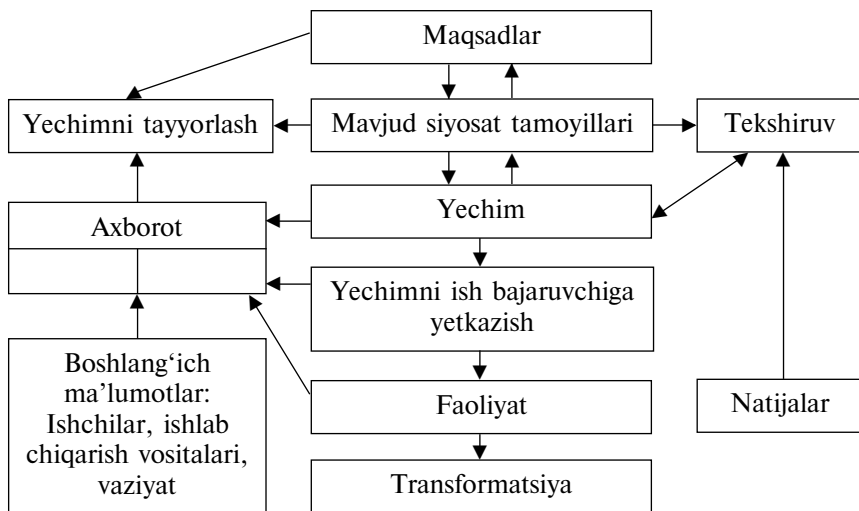 Maqsadlar
Yechimni tayyorlash
Mavjud siyosat tamoyillari
Tekshiruv
Axborot
Yechim
Yechimni ish bajaruvchiga
yetkazish
Boshlang‘ich
ma’lumotlar:
Ishchilar, ishlab
chiqarish vositalari,
vaziyat
Faoliyat
Natijalar
Transformatsiya